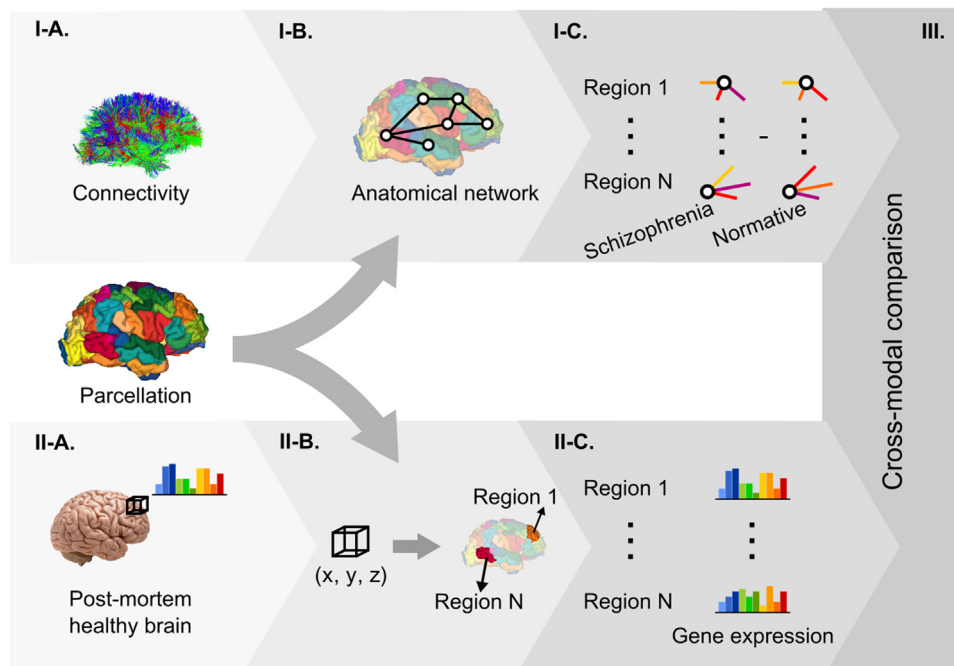 I-A.
I-B.
I-C.
III.
Region 1
Connectivity
Anatomical network
Region N
-
Schizophrenia
Normative
Parcellation
Cross-modal comparison
II-A.
II-B.
II-C.
Region 1
Region 1
(x, y, z)
Region N
Region N
Post-mortem
healthy brain
Gene expression